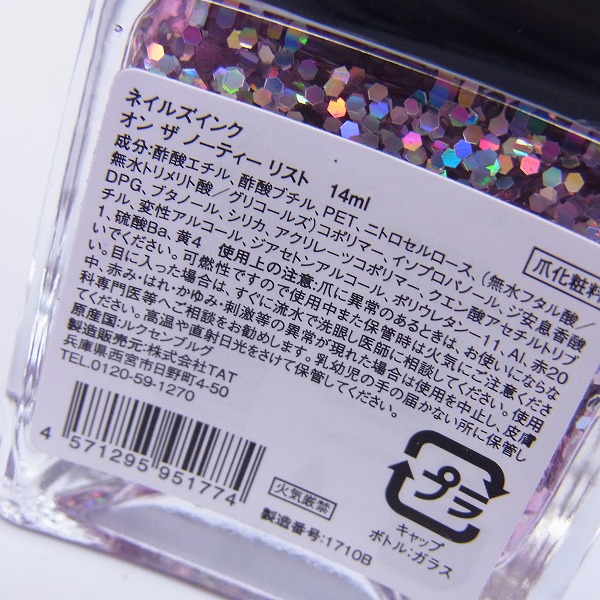 ネイルズインク
オン ザ ノーティー リスト　14ml
成分:酢酸エチル、酢酸ブチル、PET、ニトロセルロース、(無水フタル酸／
無水トリメリト酸／グリコールズ)コポリマー、イソプロパノール、ジ安息香酸
DPG、ブタノール、シリカ、アクリレーツコポリマー、クエン酸アセチルトリブ
チル、変性アルコール、ジアセトンアルコール、ポリウレタン-11、Al、赤20
1、硫酸Ba、黄4　使用上の注意:爪に異常のあるときは、お使いにならな
いでください。可燃性ですので使用中また保管時は火気にご注意くださ
い。目に入った場合は、すぐに流水で洗眼し医師に相談してください。使用
中、赤み・はれ・かゆみ・刺激等の異常が現れた場合は使用を中止し、皮膚
科専門医等へご相談をお勧めします。乳幼児の手の届かない所に保管し
てください。高温や直射日光をさけて保管してください。
原産国:ルクセンブルグ
製造販売元:株式会社TAT
兵庫県西宮市日野町4-50
TEL.0120-59-1270
爪化粧料
4 571295 951774
火気厳禁
製造番号:1710B
プラ
キャップ
ボトル:ガラス